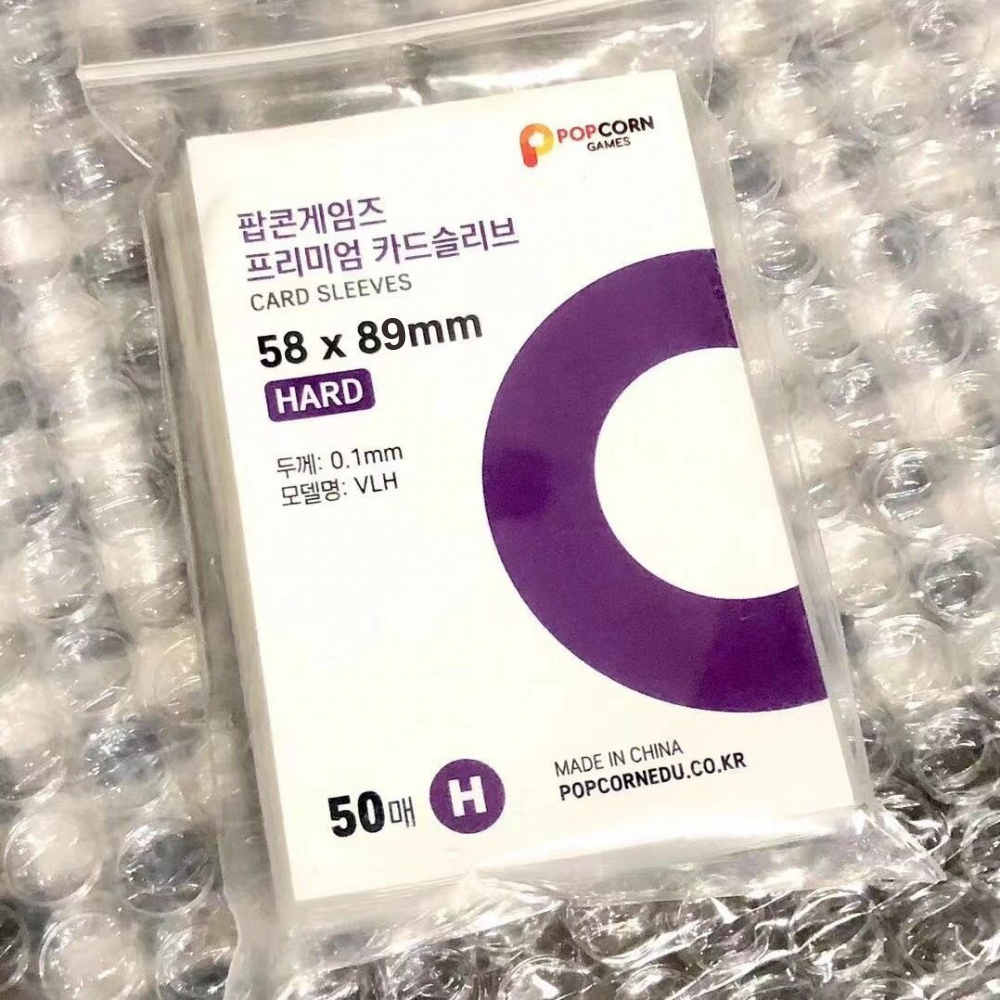 POPCORN
GAMES
팝콘게임즈
프리미엄 카드슬리브
CARD SLEEVES
58 x 89mm
HARD
두께: 0.1mm
모델명: VLH
50매
H
MADE IN CHINA
POPCORNEDU.CO.KR